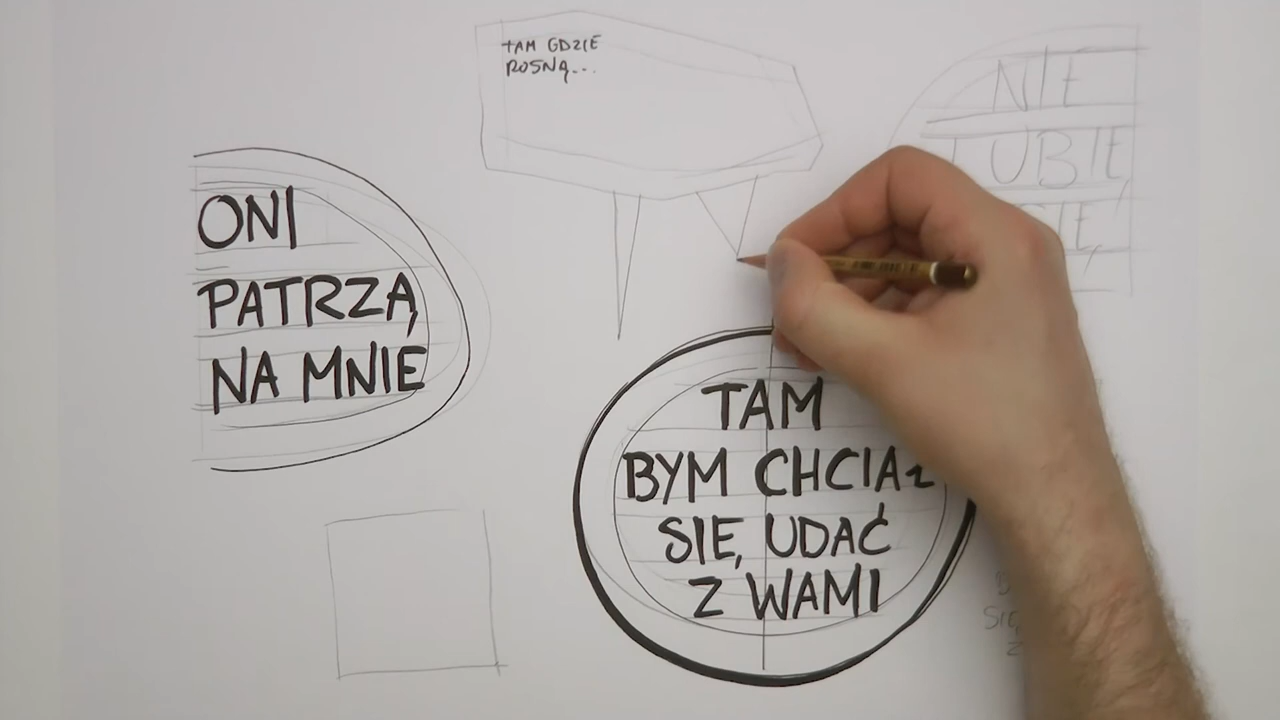 TAM GDZIE
ROSNĄ...
NIE
LUBIĘ
ONI
PATRZĄ
NA MNIE
TAM
BYM CHCIAŁ
SIĘ UDAĆ
Z WAMI